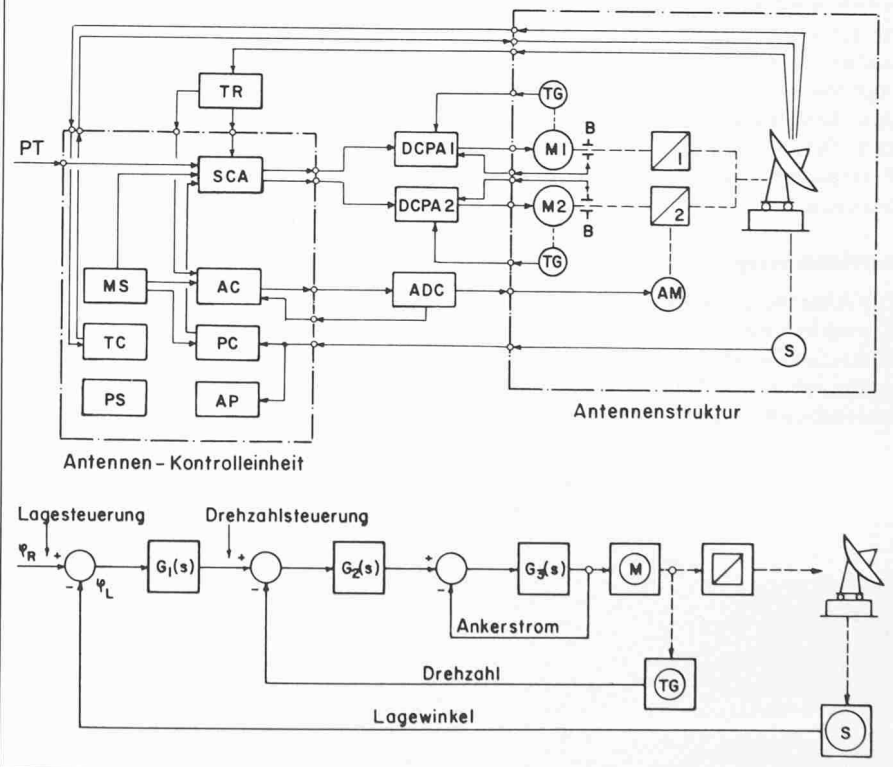 TR
TG
B
PT
SCA
DCPA1
M1
1
DCPA2
M2
2
B
TG
MS
AC
ADC
AM
TC
PC
S
PS
AP
Antennenstruktur
Antennen-Kontrolleinheit
Lagesteuerung
Drehzahlsteuerung
φR
+
-
φL
G1(s)
+
-
G2(s)
+
-
G3(s)
M
Ankerstrom
Drehzahl
TG
Lagewinkel
S